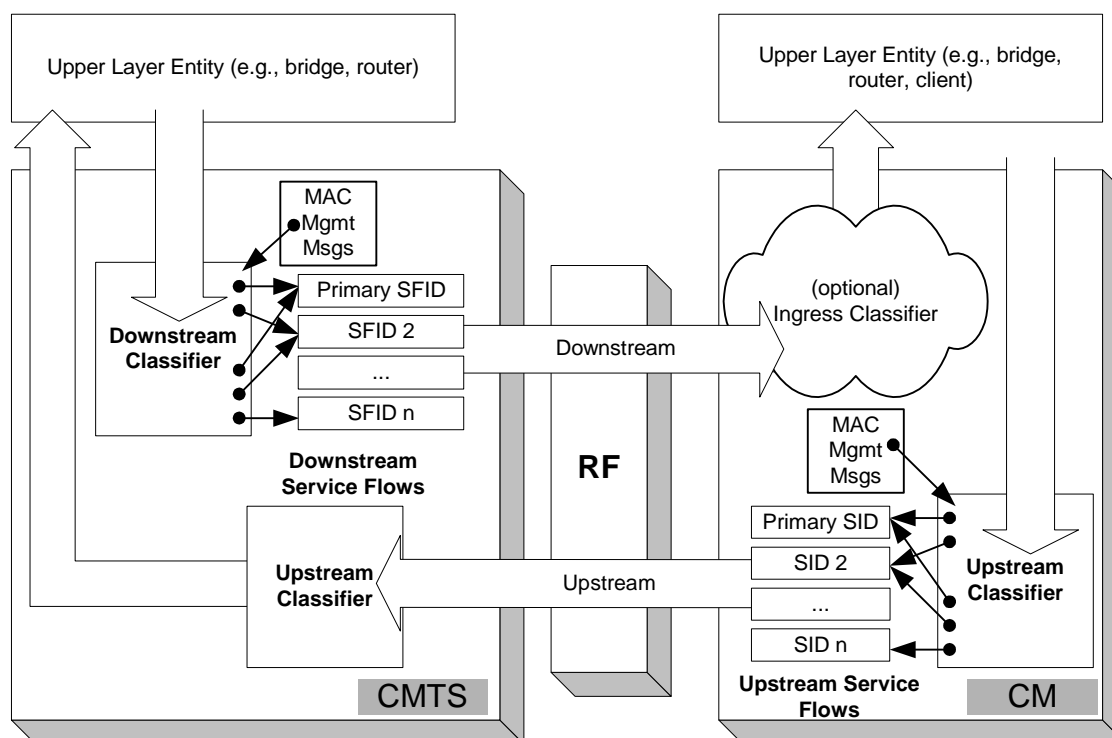 Upper Layer Entity (e.g., bridge, router)
Upper Layer Entity (e.g., bridge,
router, client)
MAC
Mgmt
Msgs
Primary SFID
SFID 2
...
SFID n
Downstream
Classifier
Downstream
Service Flows
Downstream
RF
(optional)
Ingress Classifier
MAC
Mgmt
Msgs
Primary SID
SID 2
...
SID n
Upstream
Classifier
Upstream Service
Flows
Upstream
Upstream
Classifier
CMTS
CM